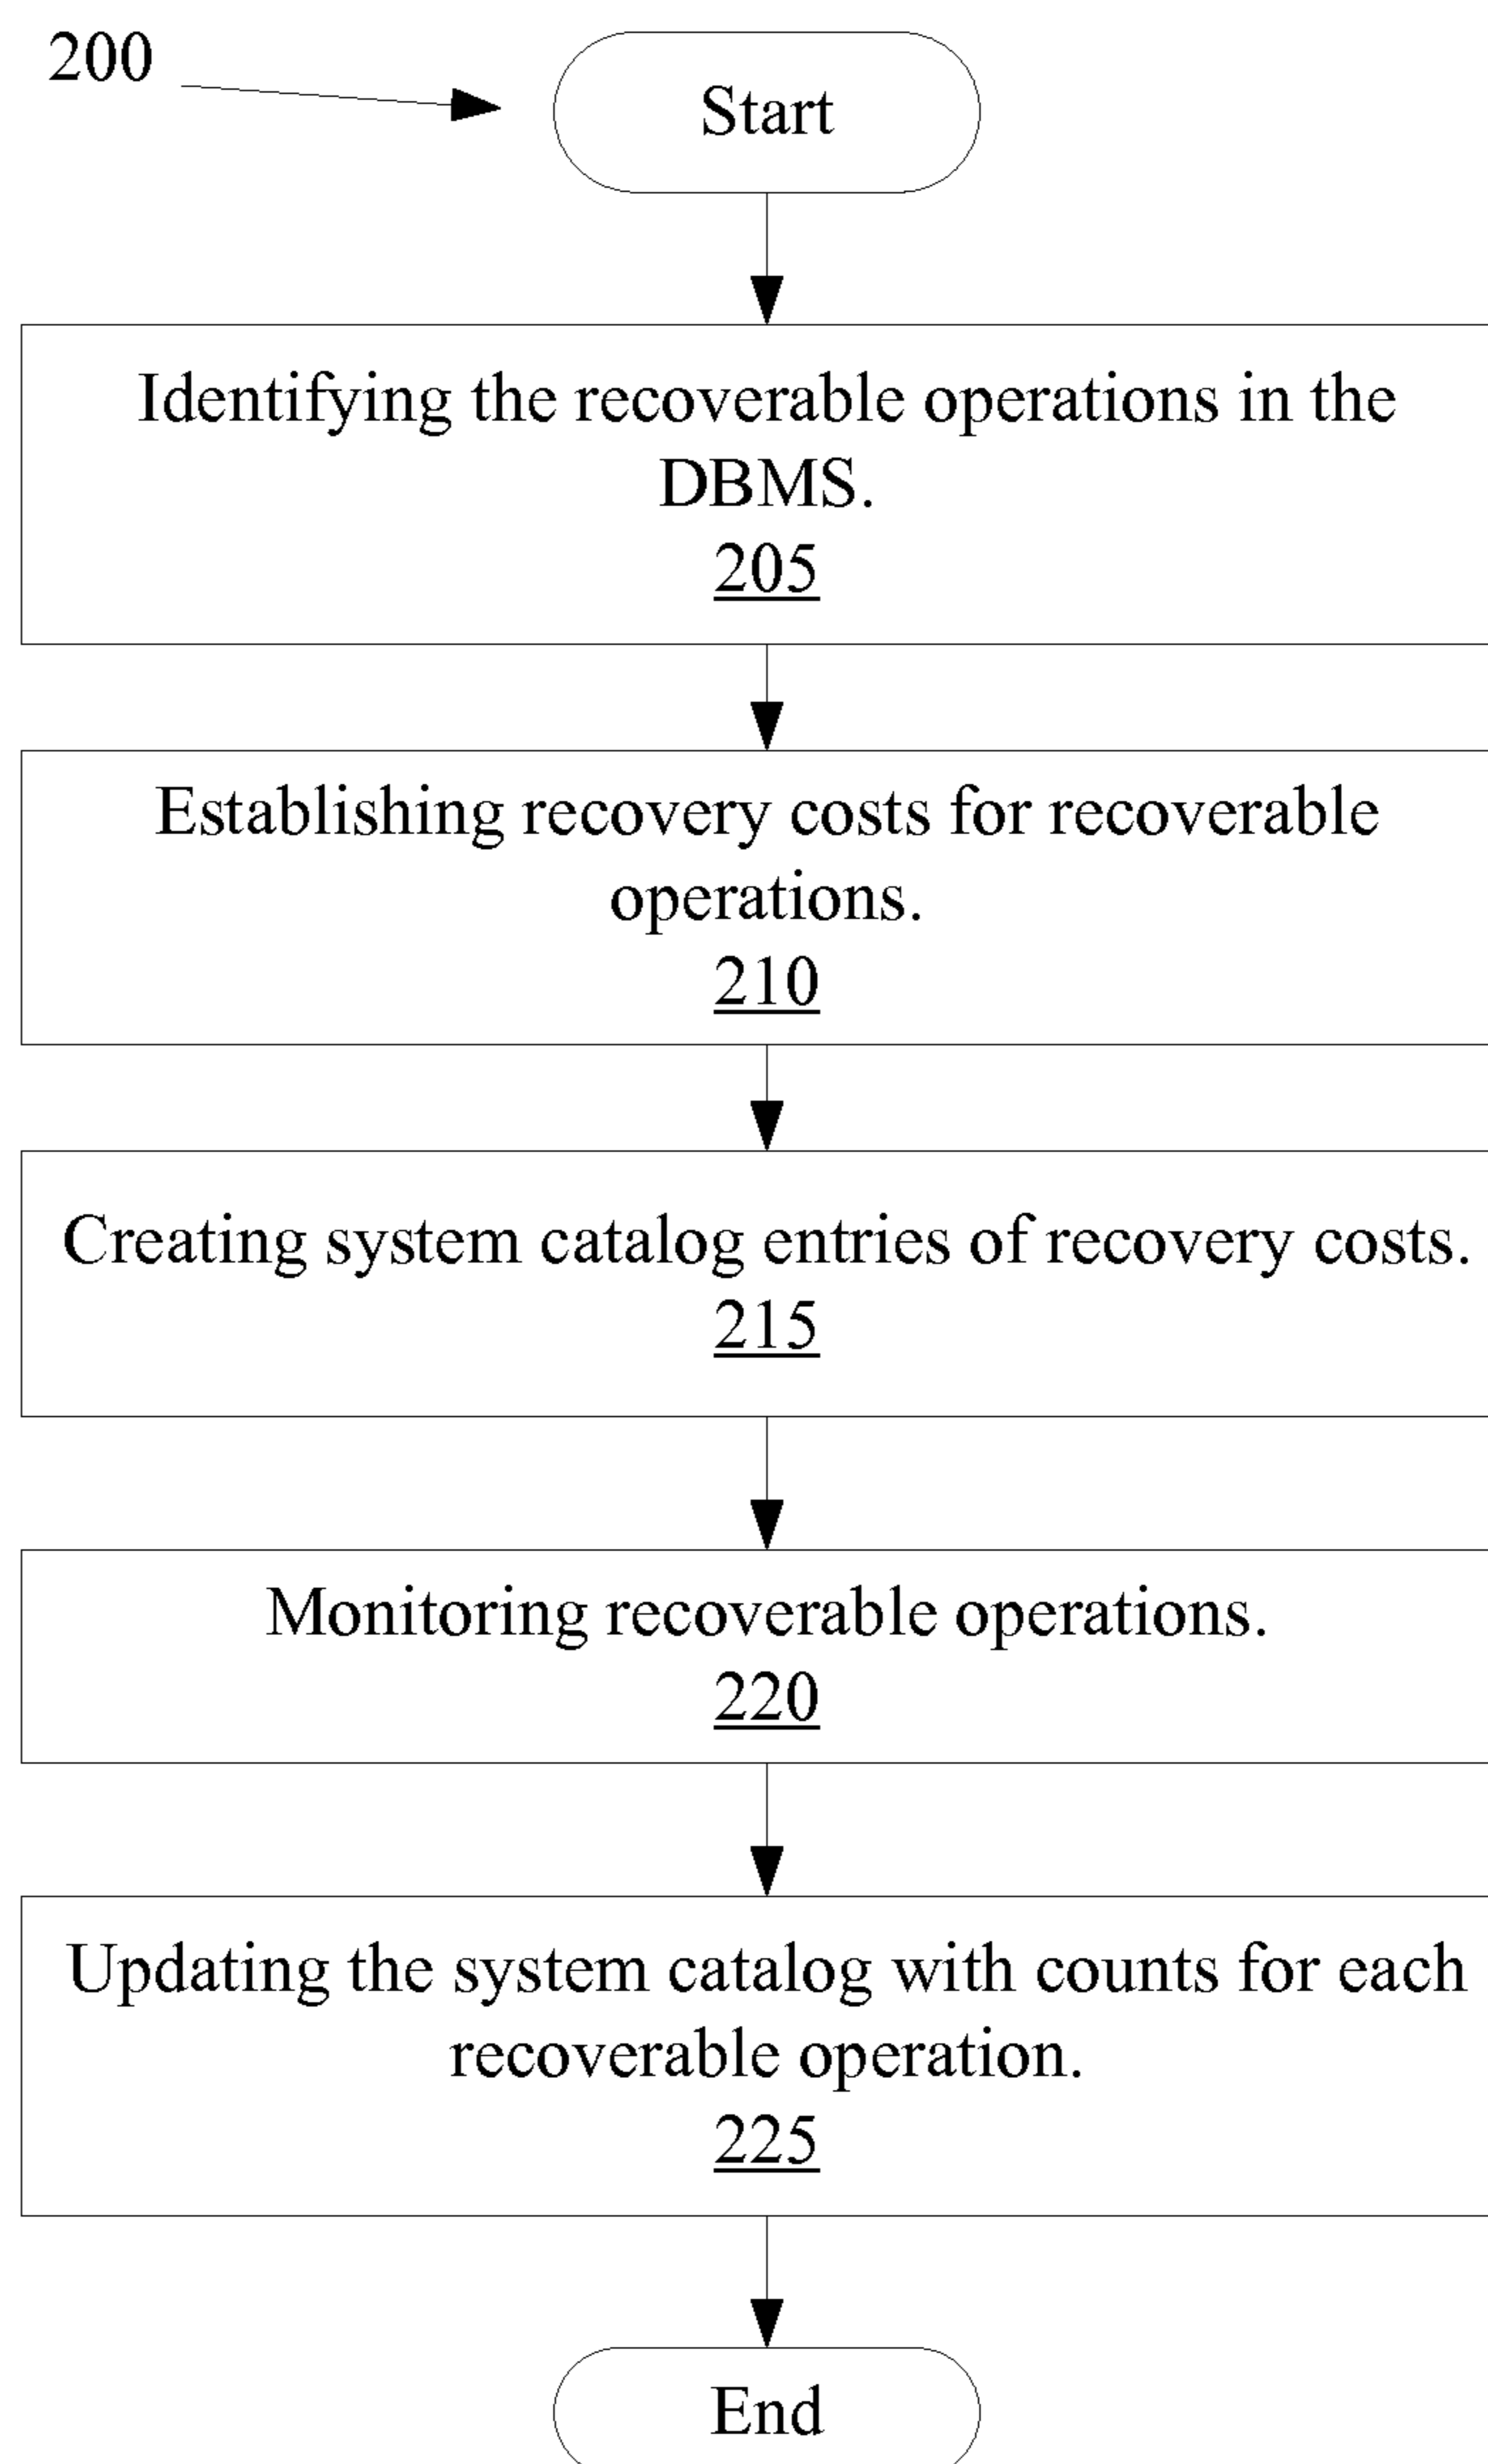 200
Start
Identifying the recoverable operations in the
DBMS.
205
Establishing recovery costs for recoverable
operations.
210
Creating system catalog entries of recovery costs.
215
Monitoring recoverable operations.
220
Updating the system catalog with counts for each
recoverable operation.
225
End